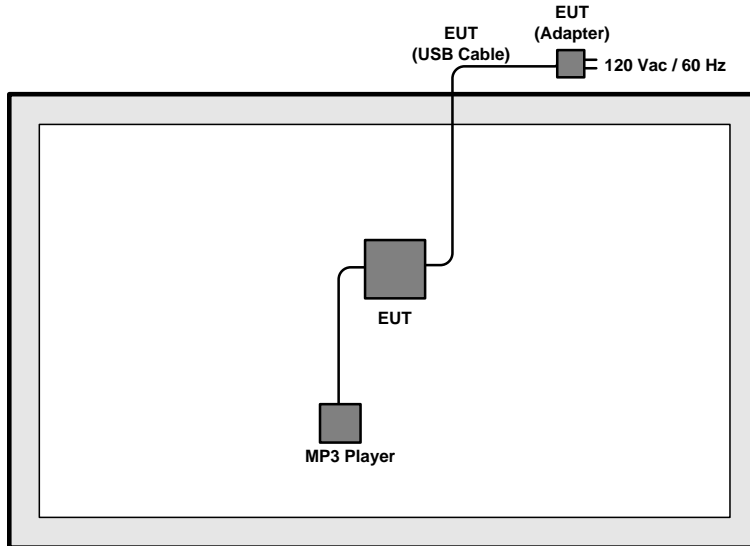 EUT
(Adapter)
EUT
(USB Cable)
120 Vac / 60 Hz
EUT
MP3 Player